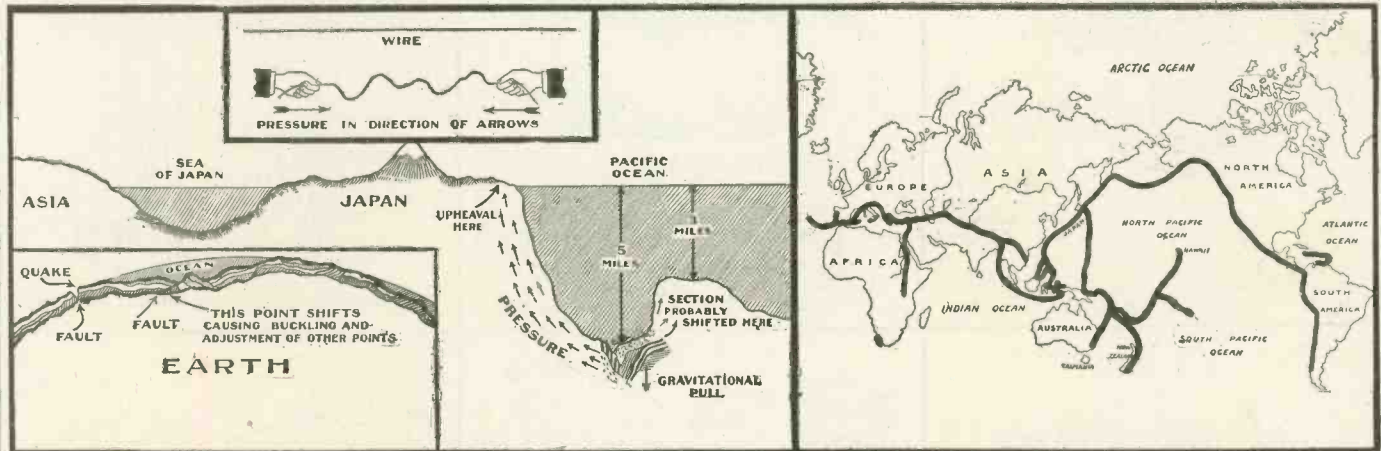 WIRE
PRESSURE IN DIRECTION OF ARROWS
SEA
OF JAPAN
ASIA
JAPAN
PACIFIC
OCEAN
UPHEAVAL
HERE
5
MILES
MILES
SECTION
PROBABLY
SHIFTED HERE
PRESSURE
GRAVITATIONAL
PULL
OCEAN
QUAKE
FAULT
FAULT
THIS POINT SHIFTS
CAUSING BUCKLING AND
ADJUSTMENT OF OTHER POINTS
EARTH
ARCTIC OCEAN
EUROPE
ASIA
NORTH
AMERICA
JAPAN
NORTH PACIFIC
OCEAN
HAWAII
ATLANTIC
OCEAN
AFRICA
INDIAN OCEAN
SOUTH
AMERICA
AUSTRALIA
NEW
ZEALAND
TASMANIA
SOUTH PACIFIC
OCEAN